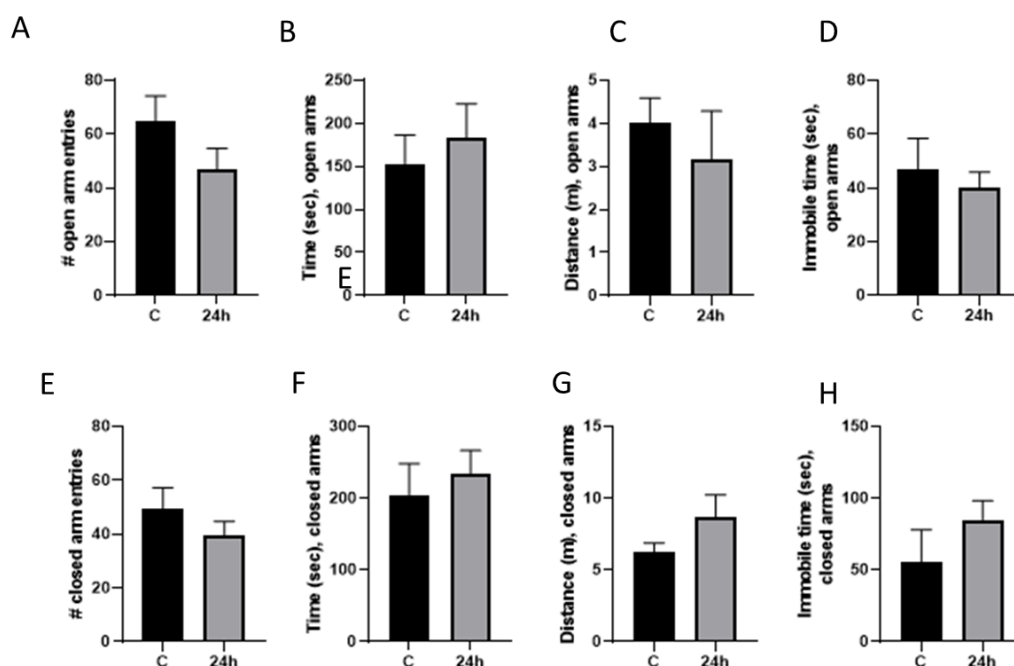 A
B
C
D
# open arm entries
80
60
40
20
0
C
24h
Time (sec), open arms
250
200
150
100
50
0
C
24h
E
Distance (m), open arms
5
4
3
2
1
0
C
24h
Immobile time (sec),
open arms
80
60
40
20
0
C
24h
E
F
G
H
# closed arm entries
80
60
40
20
0
C
24h
Time (sec), closed arms
300
200
100
0
C
24h
Distance (m), closed arms
15
10
5
0
C
24h
Immobile time (sec),
closed arms
150
100
50
0
C
24h